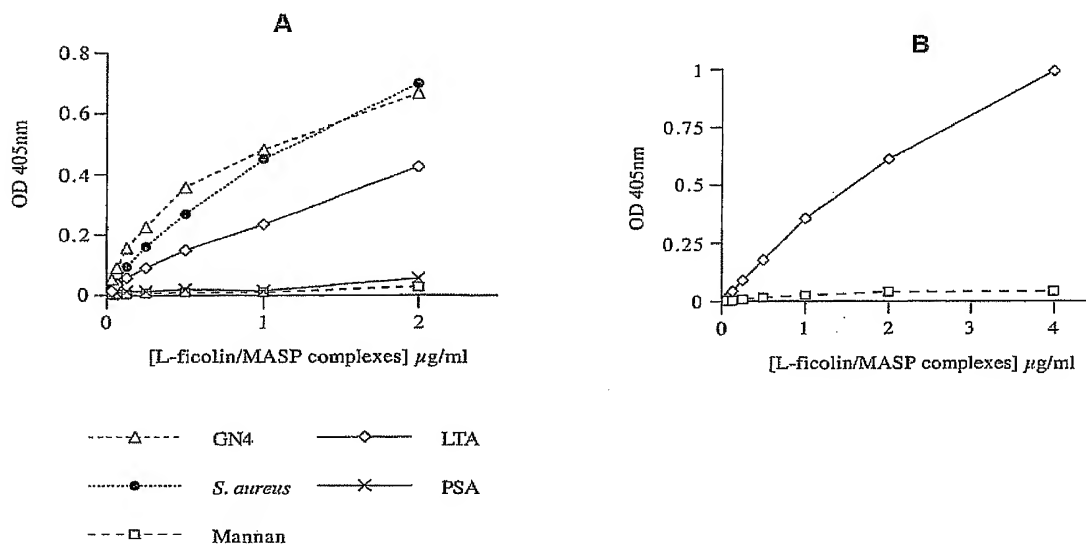 A
0.8
0.6
0.4
0.2
0
OD 405nm
0
1
2
[L-ficolin/MASP complexes] µg/ml
B
1
0.75
0.5
0.25
0
OD 405nm
0
1
2
3
4
[L-ficolin/MASP complexes] µg/ml
GN4
LTA
S. aureus
PSA
Mannan